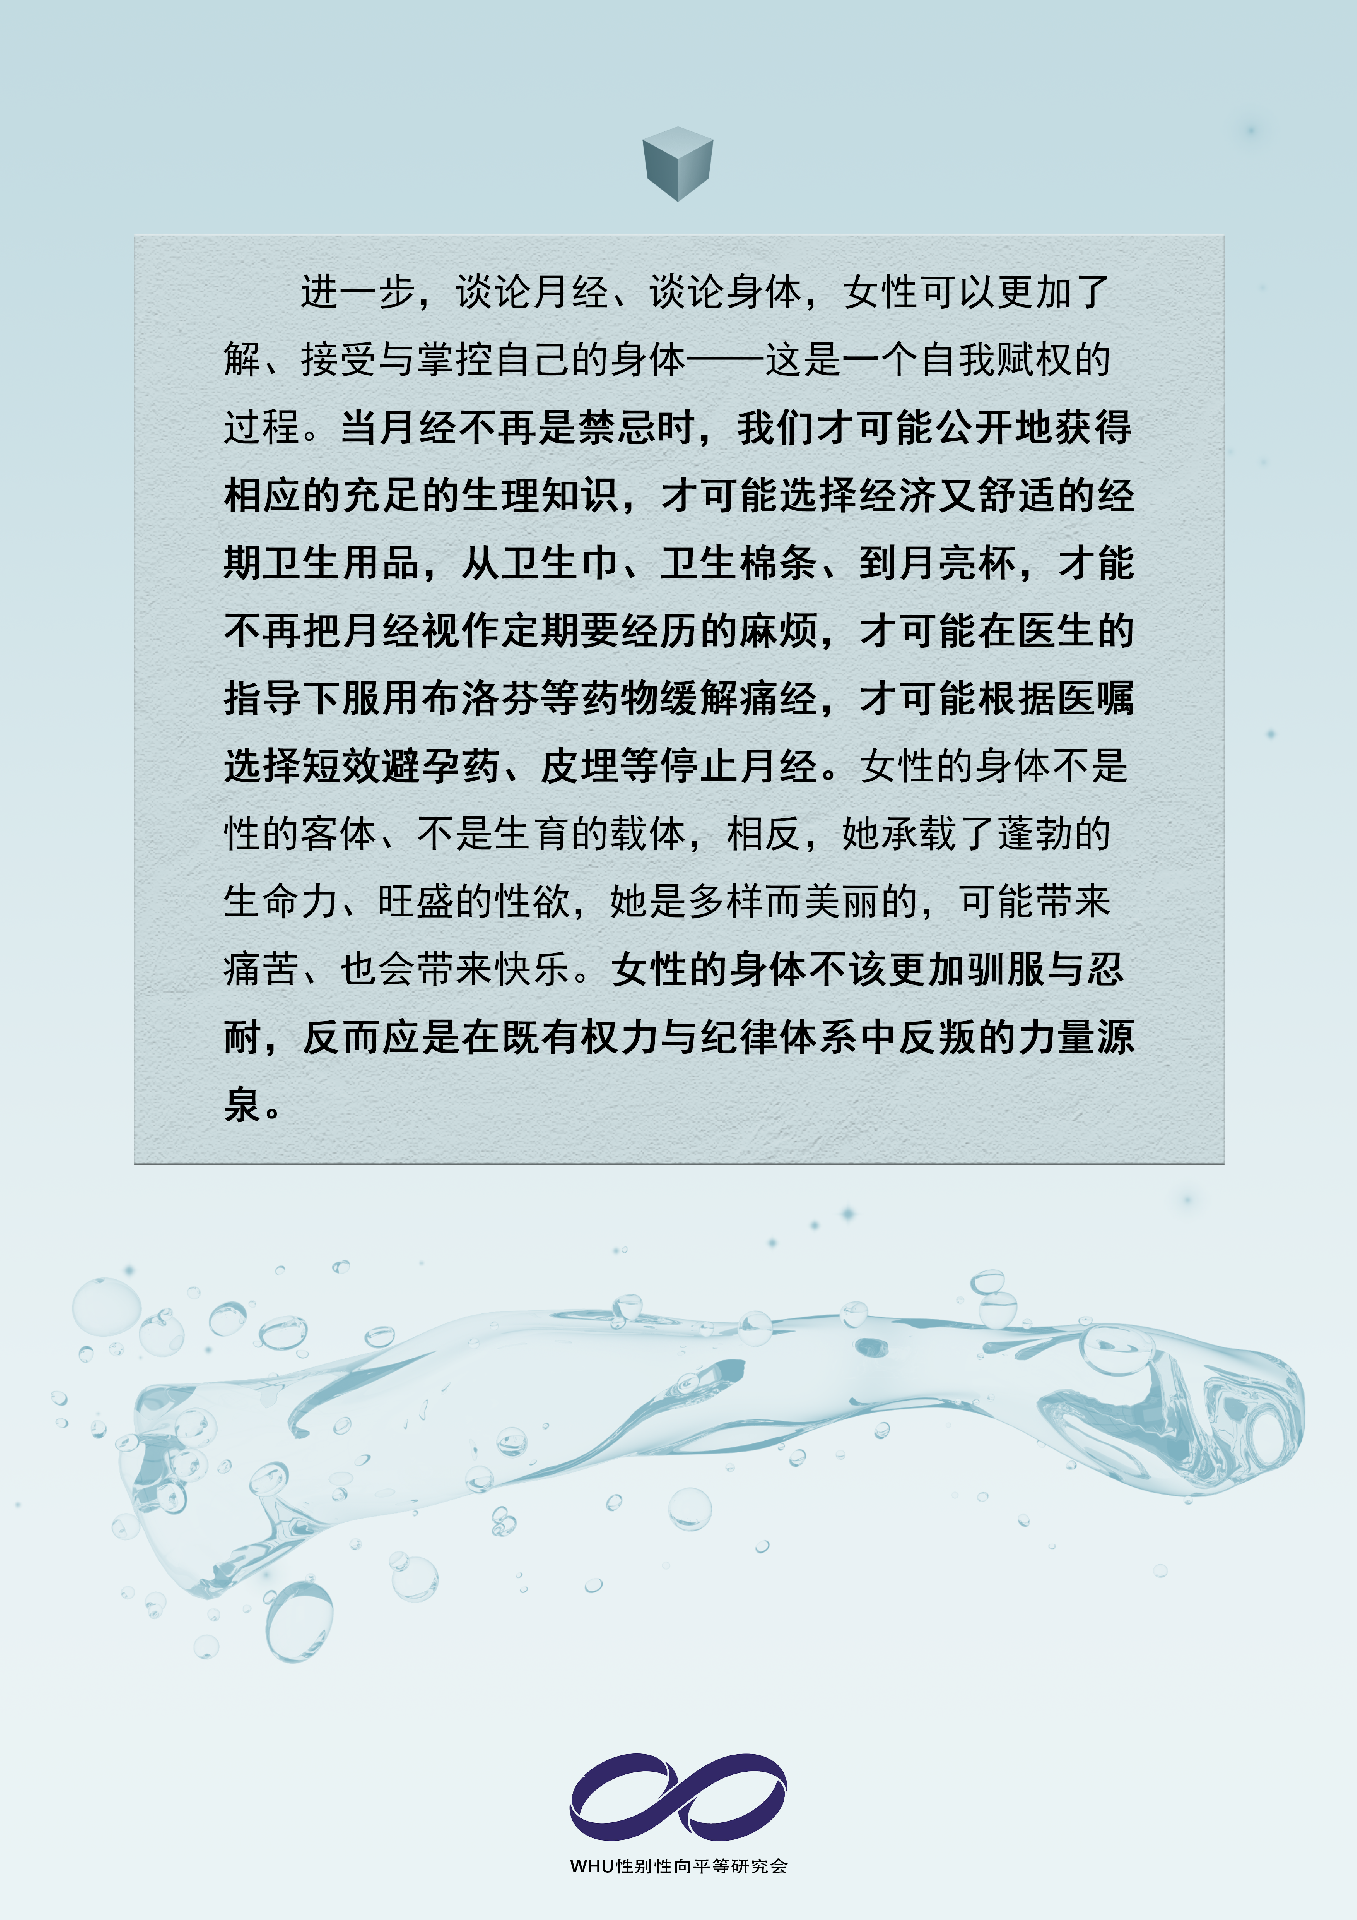 进一步，谈论月经、谈论身体，女性可以更加了
解、接受与掌控自己的身体——这是一个自我赋权的
过程。当月经不再是禁忌时，我们才可能公开地获得
相应的充足的生理知识，才可能选择经济又舒适的经
期卫生用品，从卫生巾、卫生棉条、到月亮杯，才能
不再把月经视作定期要经历的麻烦，才可能在医生的
指导下服用布洛芬等药物缓解痛经，才可能根据医嘱
选择短效避孕药、皮埋等停止月经。女性的身体不是
性的客体、不是生育的载体，相反，她承载了蓬勃的
生命力、旺盛的性欲，她是多样而美丽的，可能带来
痛苦、也会带来快乐。女性的身体不该更加驯服与忍
耐，反而应是在既有权力与纪律体系中反叛的力量源
泉。
WHU性别性向平等研究会